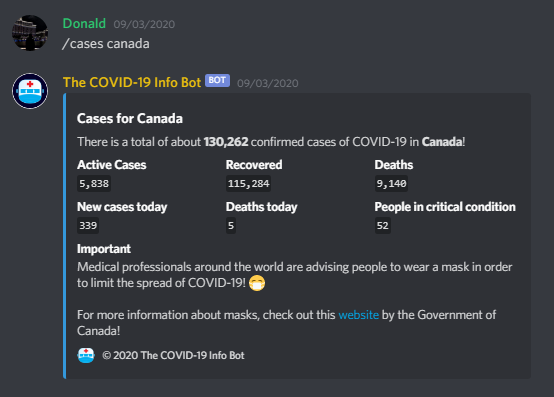 Donald 09/03/2020
/cases canada
The COVID-19 Info Bot BOT 09/03/2020
Cases for Canada
There is a total of about 130,262 confirmed cases of COVID-19 in Canada!
Active Cases Recovered Deaths
5,838 115,284 9,140
New cases today Deaths today People in critical condition
339 5 52
Important
Medical professionals around the world are advising people to wear a mask in order
to limit the spread of COVID-19! 😷
For more information about masks, check out this website by the Government of
Canada!
© 2020 The COVID-19 Info Bot